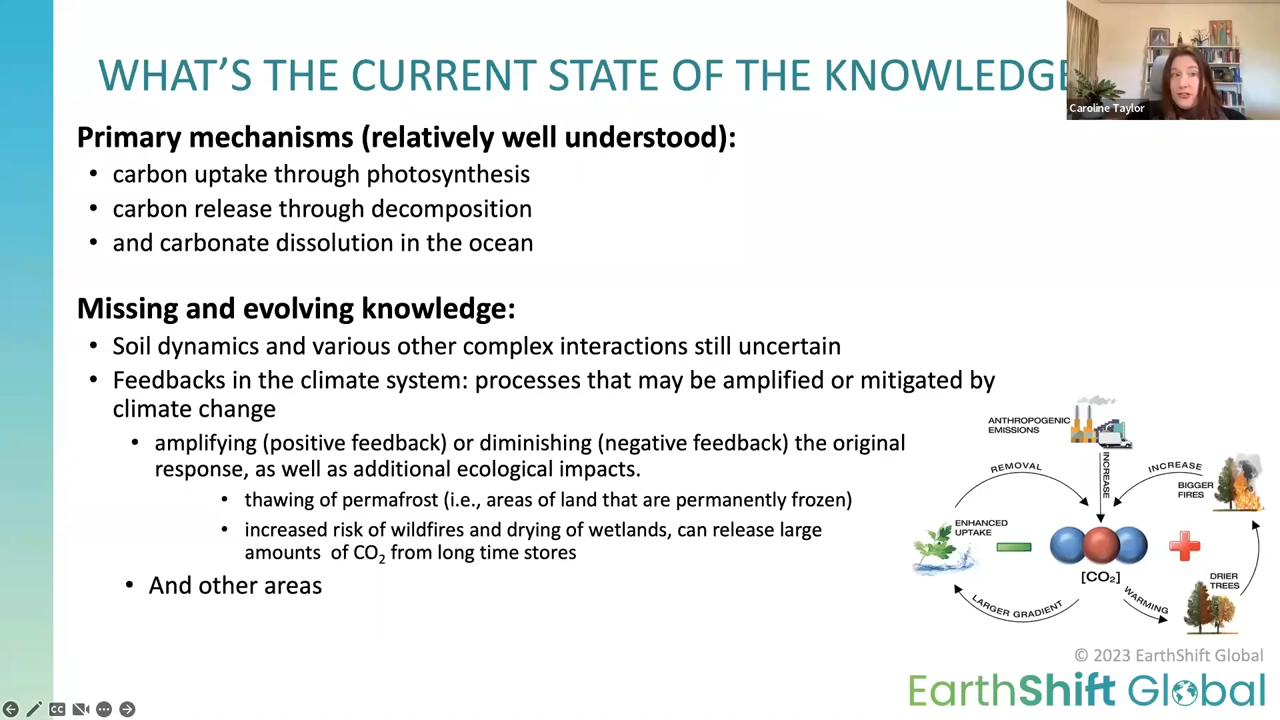 WHAT'S THE CURRENT STATE OF THE KNOWLEDGE
Caroline Taylor
Primary mechanisms (relatively well understood):
• carbon uptake through photosynthesis
• carbon release through decomposition
• and carbonate dissolution in the ocean
Missing and evolving knowledge:
• Soil dynamics and various other complex interactions still uncertain
• Feedbacks in the climate system: processes that may be amplified or mitigated by
climate change
• amplifying (positive feedback) or diminishing (negative feedback) the original
response, as well as additional ecological impacts.
• thawing of permafrost (i.e., areas of land that are permanently frozen)
• increased risk of wildfires and drying of wetlands, can release large
amounts of CO₂ from long time stores
• And other areas
ANTHROPOGENIC
EMISSIONS
REMOVAL
INCREASE
INCREASE
BIGGER
FIRES
ENHANCED
UPTAKE
[CO₂]
DRIER
TREES
LARGER GRADIENT
WARMING
© 2023 EarthShift Global
EarthShift Global
CC